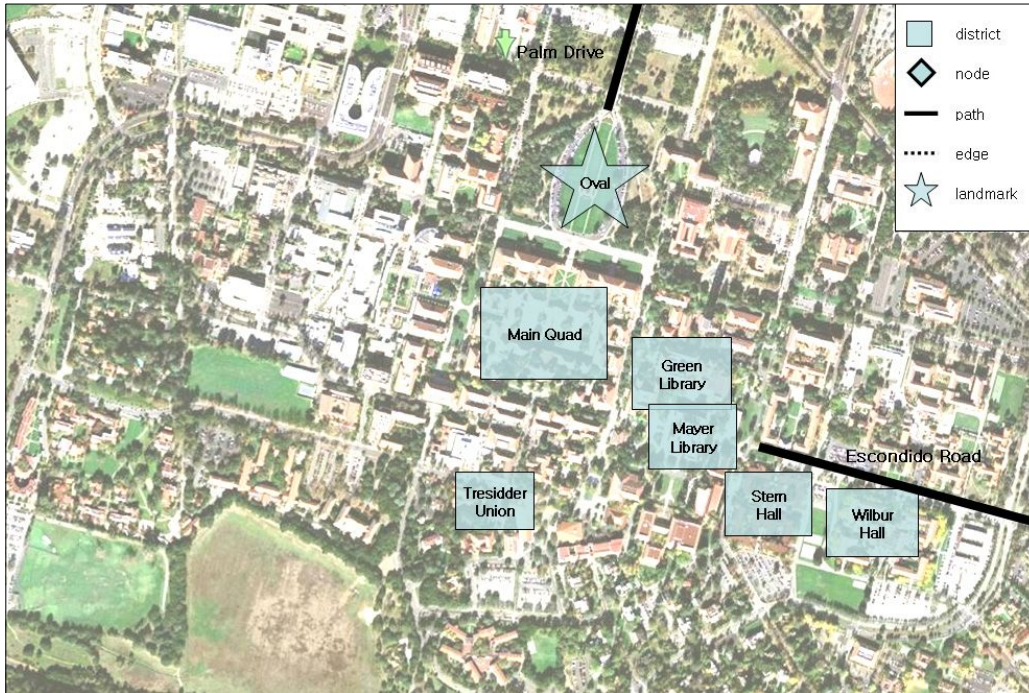 district
Palm Drive
node
path
edge
Oval
landmark
Main Quad
Green
Library
Mayer
Library
Escondido Road
Tresidder
Union
Stern
Hall
Wilbur
Hall